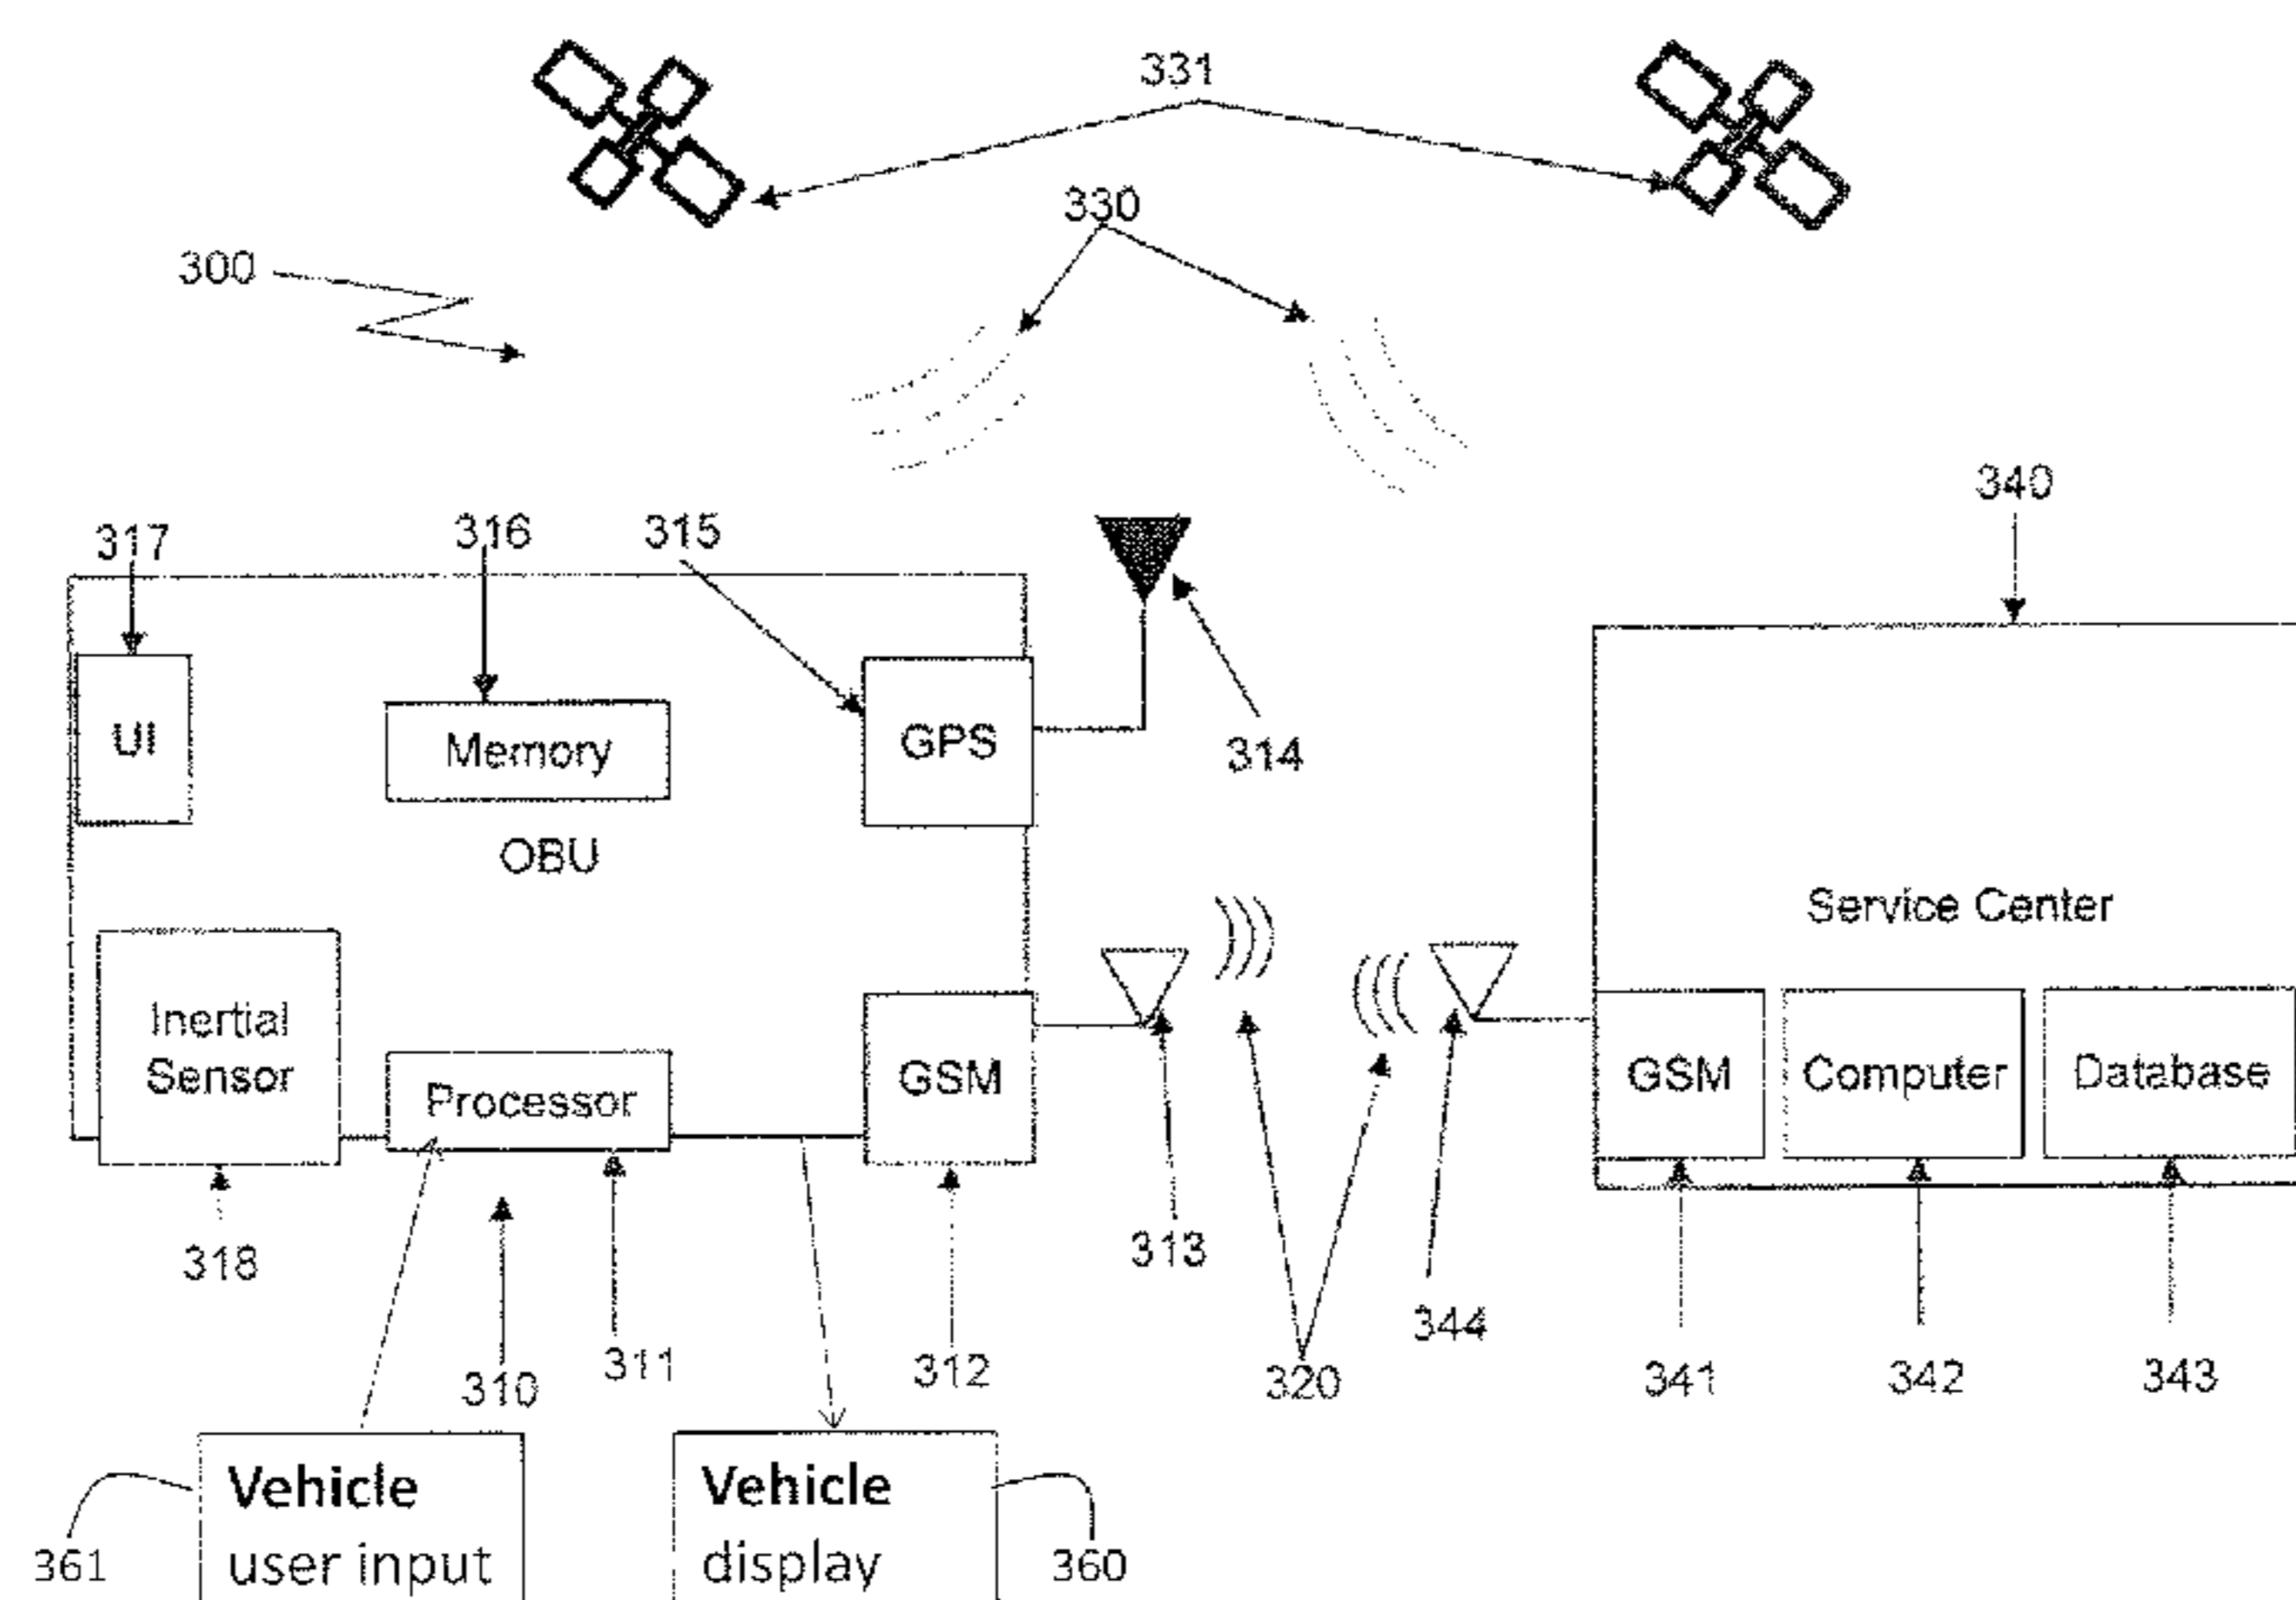 331
330
300
340
317
316
315
UI
Memory
GPS
314
OBU
Service Center
Inertial
Sensor
Processor
GSM
GSM
Computer
Database
318
313
344
310
311
312
320
341
342
343
Vehicle
user input
Vehicle
display
361
360